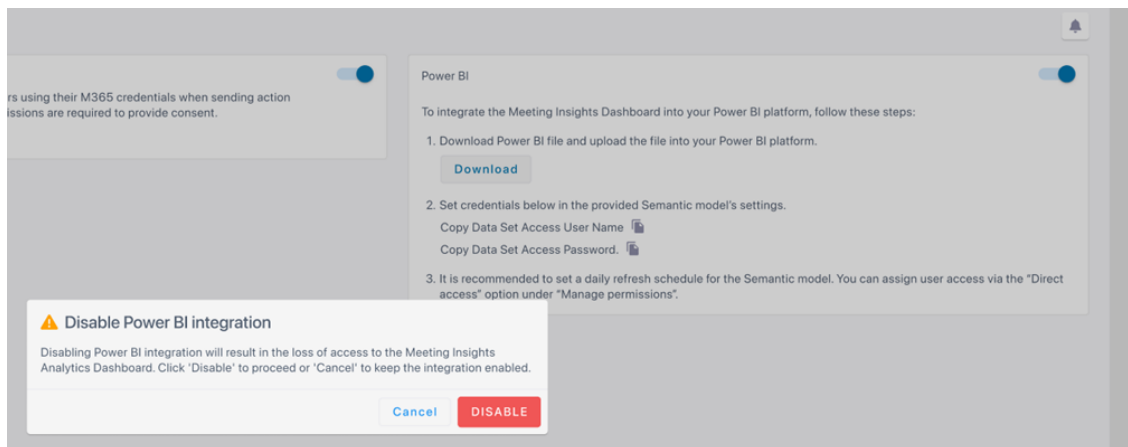 rs using their M365 credentials when sending action
issions are required to provide consent.
Power BI
To integrate the Meeting Insights Dashboard into your Power BI platform, follow these steps:
1. Download Power BI file and upload the file into your Power BI platform.
Download
2. Set credentials below in the provided Semantic model's settings.
Copy Data Set Access User Name
Copy Data Set Access Password.
3. It is recommended to set a daily refresh schedule for the Semantic model. You can assign user access via the “Direct
access” option under “Manage permissions”.
Disable Power BI integration
Disabling Power BI integration will result in the loss of access to the Meeting Insights
Analytics Dashboard. Click 'Disable' to proceed or 'Cancel' to keep the integration enabled.
Cancel
DISABLE